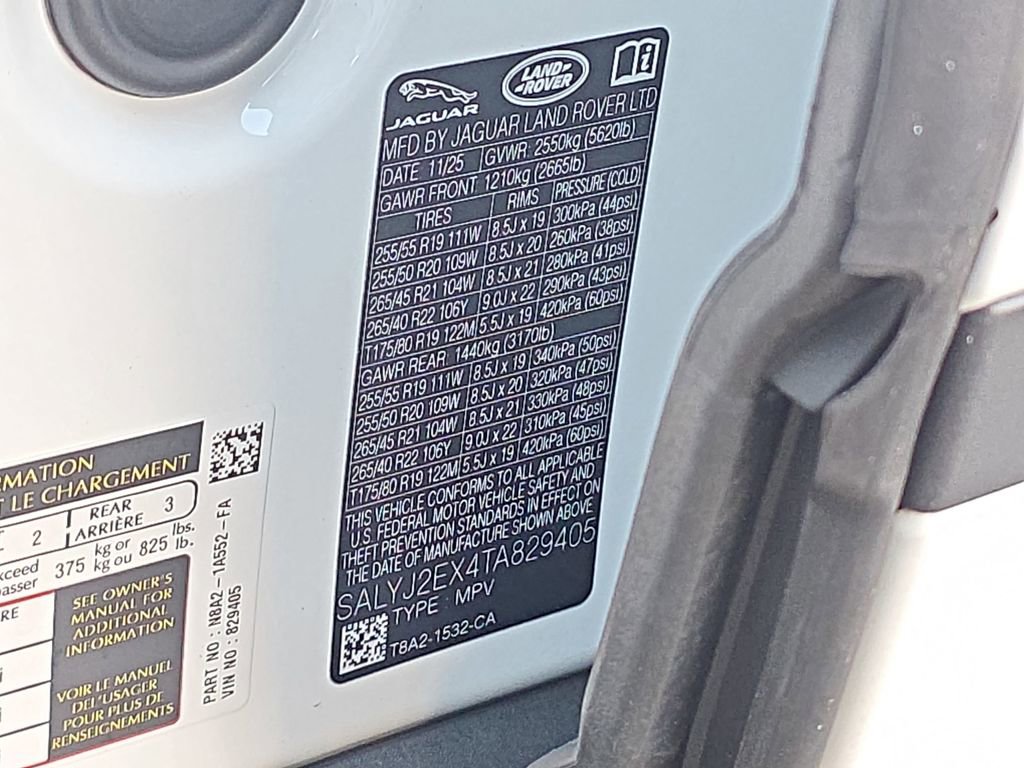 JAGUAR
LAND-
-ROVER
MFD BY JAGUAR LAND ROVER LTD
DATE 11/25 GVWR 2550kg (5620lb)
GAWR FRONT 1210kg (2665lb)
TIRES RIMS PRESSURE (COLD)
255/55 R19 111W 8.5J x 19 300kPa (44psi)
255/50 R20 109W 8.5J x 20 260kPa (38psi)
265/45 R21 104W 8.5J x 21 280kPa (41psi)
265/40 R22 106Y 9.0J x 22 290kPa (43psi)
T175/80 R19 122M 5.5J x 19 420kPa (60psi)
GAWR REAR: 1440kg (3170lb)
255/55 R19 111W 8.5J x 19 340kPa (50psi)
255/50 R20 109W 8.5J x 20 320kPa (47psi)
265/45 R21 104W 8.5J x 21 330kPa (48psi)
265/40 R22 106Y 9.0J x 22 310kPa (45psi)
T175/80 R19 122M 5.5J x 19 420kPa (60psi)
THIS VEHICLE CONFORMS TO ALL APPLICABLE
U.S. FEDERAL MOTOR VEHICLE SAFETY AND
THEFT PREVENTION STANDARDS IN EFFECT ON
THE DATE OF MANUFACTURE SHOWN ABOVE
SALYJ2EX4TA829405
TYPE: MPV
T8A2-1532-CA
RMATION
T LE CHARGEMENT
2 REAR
ARRIÈRE 3
xceed
asser 375 kg or
kg ou 825 lbs.
lb.
RE
SEE OWNER'S
MANUAL FOR
ADDITIONAL
INFORMATION
VOIR LE MANUEL
DE L'USAGER
POUR PLUS DE
RENSEIGNEMENTS
PART NO : N8A2-1A552-FA
VIN NO : 829405